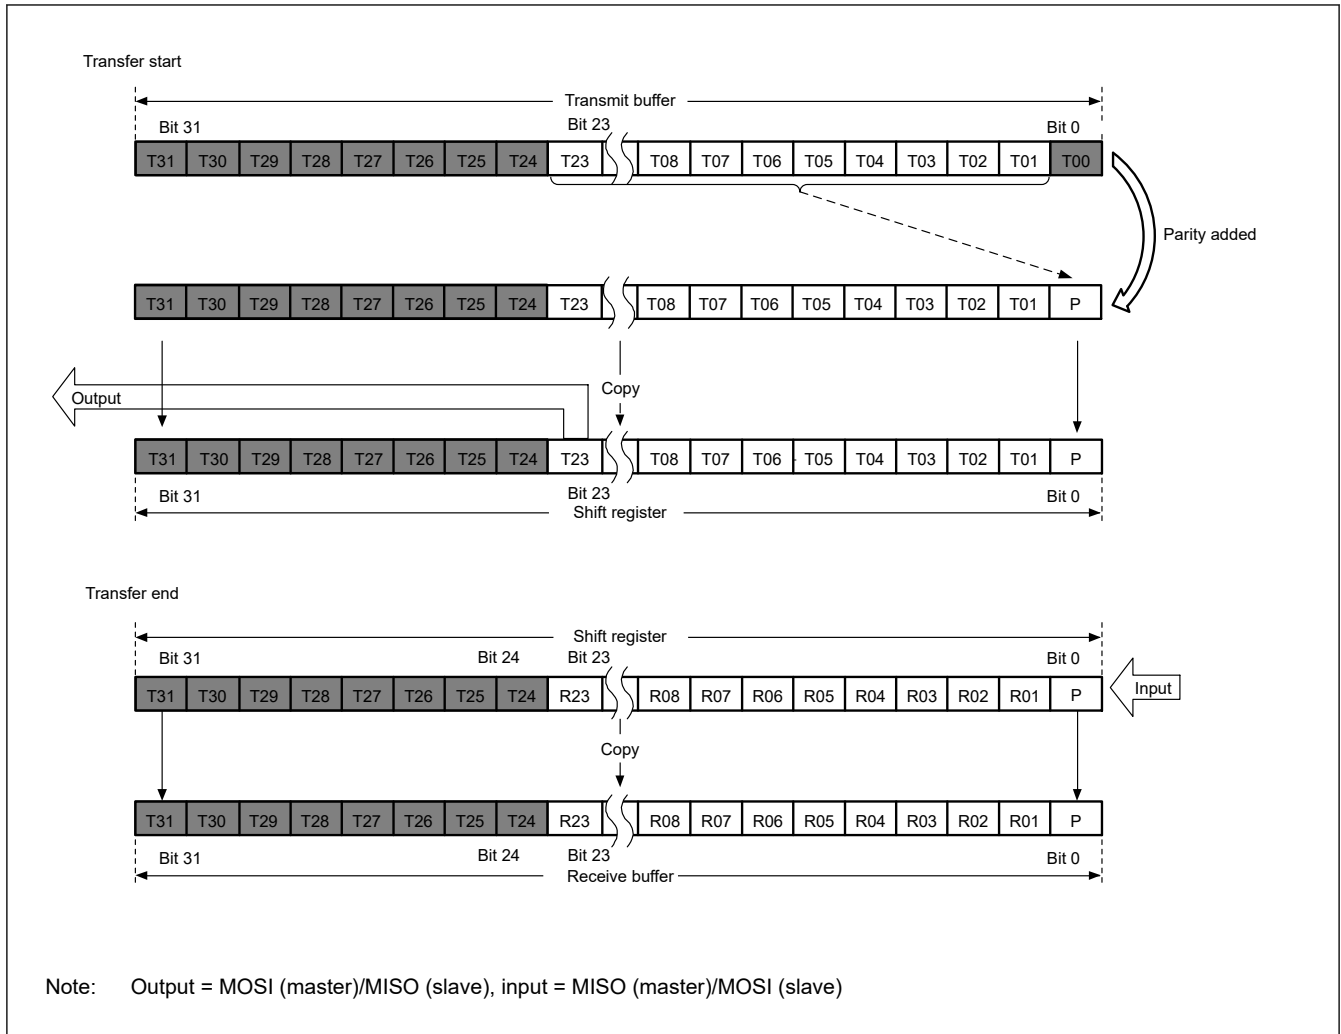 Transfer start
Transmit buffer
Bit 31 Bit 23 Bit 0
T31 T30 T29 T28 T27 T26 T25 T24 T23 T08 T07 T06 T05 T04 T03 T02 T01 T00
Parity added
T31 T30 T29 T28 T27 T26 T25 T24 T23 T08 T07 T06 T05 T04 T03 T02 T01 P
Copy
Output
T31 T30 T29 T28 T27 T26 T25 T24 T23 T08 T07 T06 T05 T04 T03 T02 T01 P
Bit 31 Bit 23 Bit 0
Shift register
Transfer end
Shift register
Bit 31 Bit 24 Bit 23 Bit 0
T31 T30 T29 T28 T27 T26 T25 T24 R23 R08 R07 R06 R05 R04 R03 R02 R01 P Input
Copy
T31 T30 T29 T28 T27 T26 T25 T24 R23 R08 R07 R06 R05 R04 R03 R02 R01 P
Bit 31 Bit 24 Bit 23 Bit 0
Receive buffer
Note: Output = MOSI (master)/MISO (slave), input = MISO (master)/MOSI (slave)